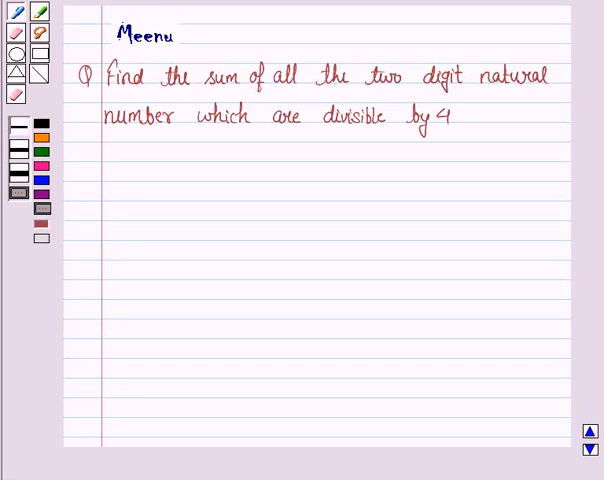 Meenu
Q Find the sum of all the two digit natural
number which are divisible by 4